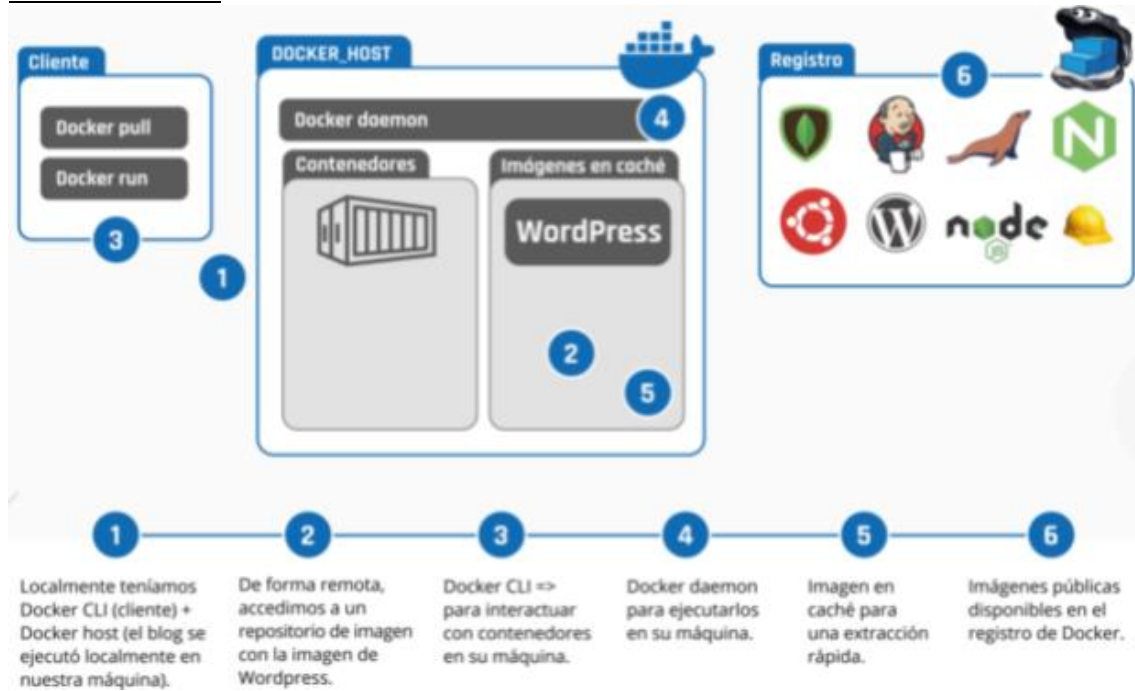 Cliente
Docker pull
Docker run
3
1
DOCKER_HOST
Docker daemon
4
Contenedores
Imágenes en caché
WordPress
2
5
Registro
6
N
W
node
JS
1
2
3
4
5
6
Localmente teníamos
Docker CLI (cliente) +
Docker host (el blog se
ejecutó localmente en
nuestra máquina).
De forma remota,
accedimos a un
repositorio de imagen
con la imagen de
Wordpress.
Docker CLI =>
para interactuar
con contenedores
en su máquina.
Docker daemon
para ejecutarlos
en su máquina.
Imagen en
caché para
una extracción
rápida.
Imágenes públicas
disponibles en el
registro de Docker.